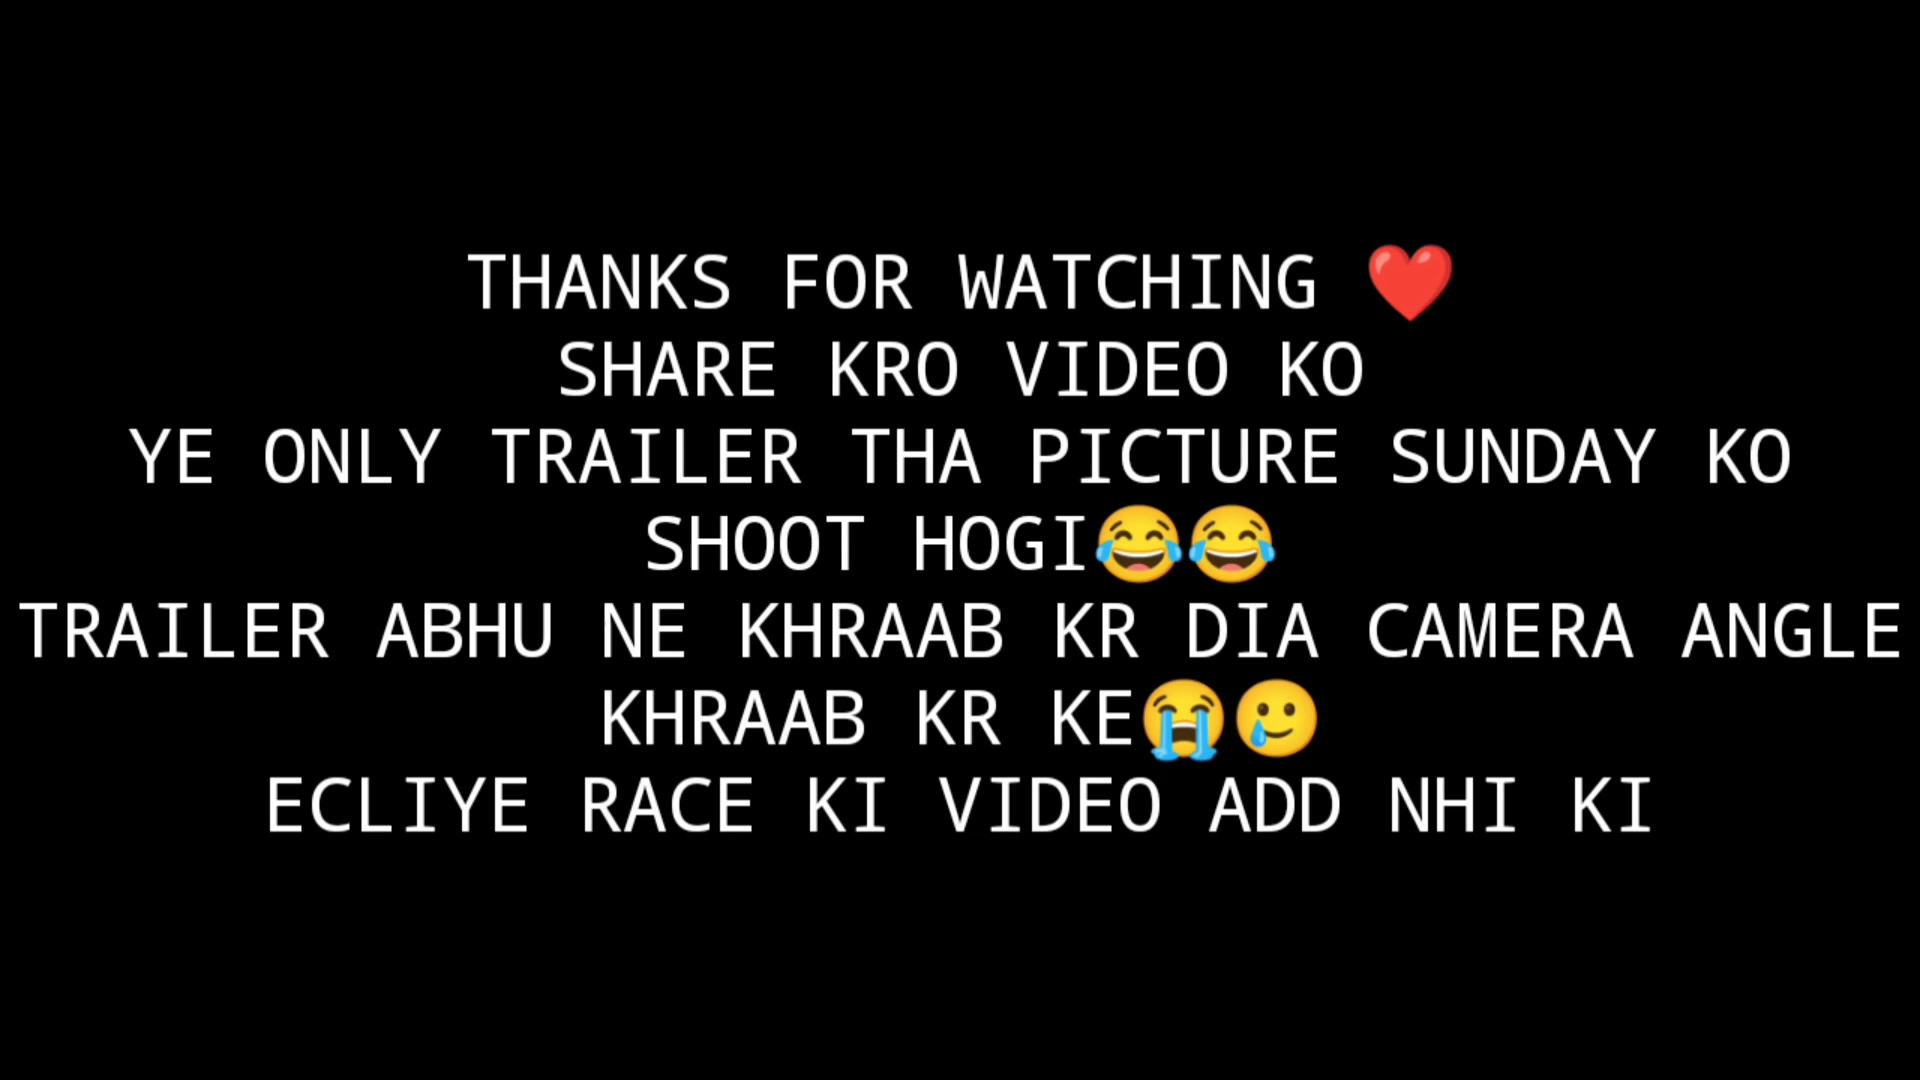 THANKS FOR WATCHING ❤️
SHARE KRO VIDEO KO
YE ONLY TRAILER THA PICTURE SUNDAY KO
SHOOT HOGI😂😂
TRAILER ABHU NE KHRAAB KR DIA CAMERA ANGLE
KHRAAB KR KE😭🥲
ECLIYE RACE KI VIDEO ADD NHI KI